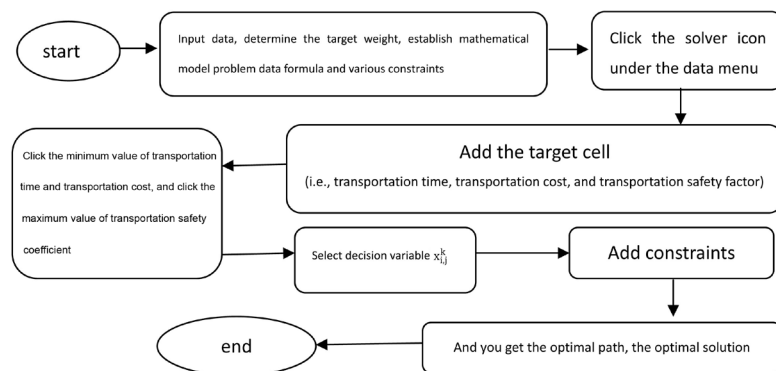 start
Input data, determine the target weight, establish mathematical
model problem data formula and various constraints
Click the solver icon
under the data menu
Add the target cell
(i.e., transportation time, transportation cost, and transportation safety factor)
Click the minimum value of transportation
time and transportation cost, and click the
maximum value of transportation safety
coefficient
Select decision variable x_{i,j}^{k}
Add constraints
And you get the optimal path, the optimal solution
end